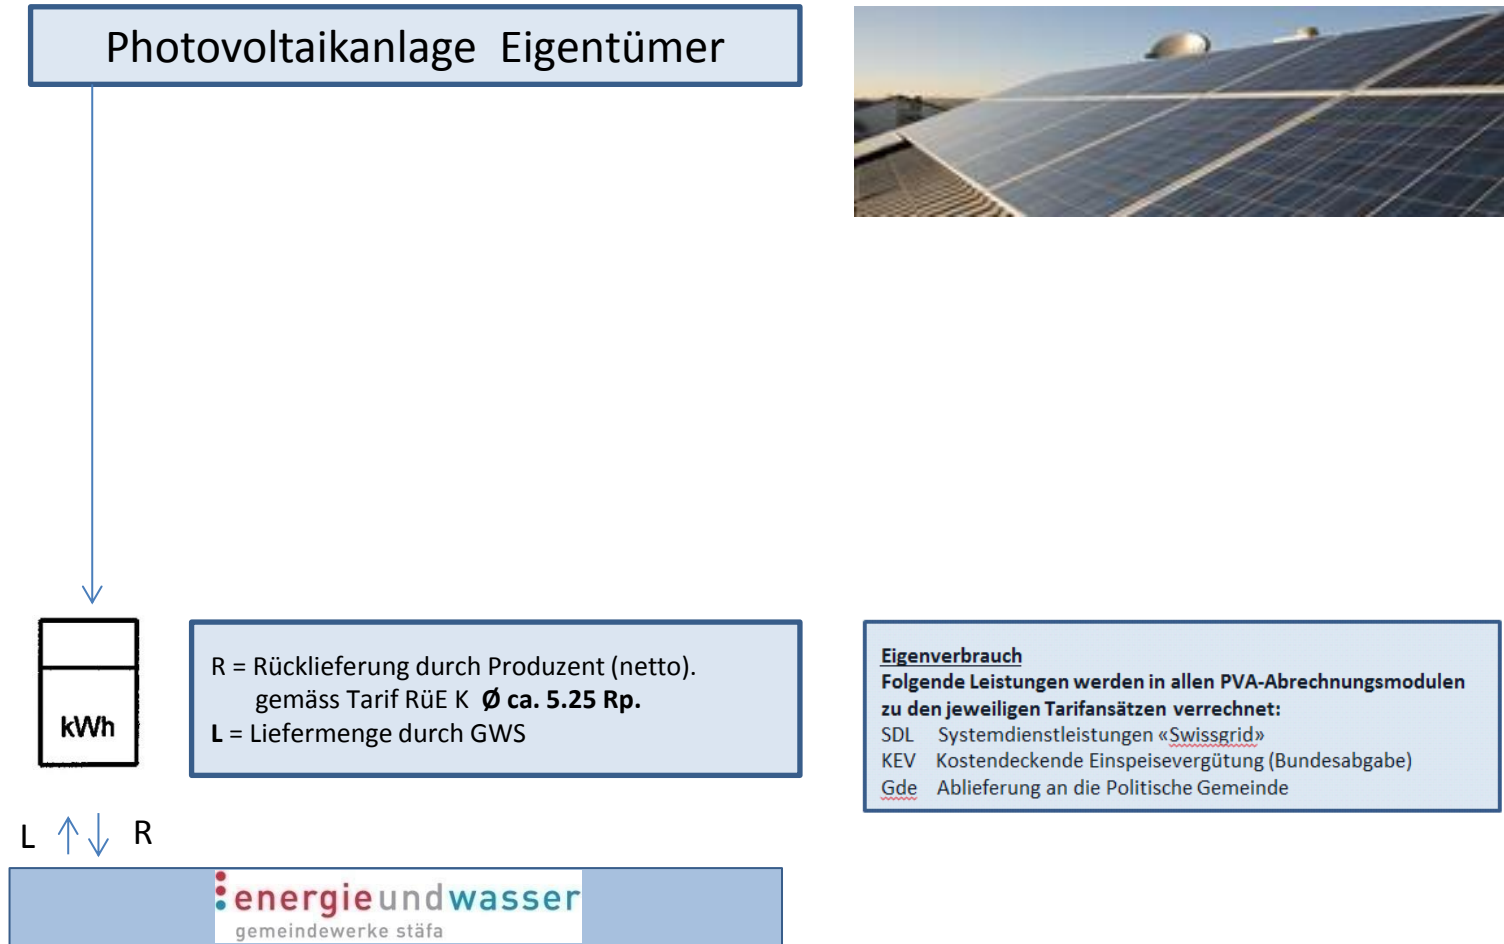 Photovoltaikanlage Eigentümer
kWh
R = Rücklieferung durch Produzent (netto).
gemäss Tarif RüE K Ø ca. 5.25 Rp.
L = Liefermenge durch GWS
Eigenverbrauch
Folgende Leistungen werden in allen PVA-Abrechnungsmodulen
zu den jeweiligen Tarifansätzen verrechnet:
SDL Systemdienstleistungen «Swissgrid»
KEV Kostendeckende Einspeisevergütung (Bundesabgabe)
Gde Ablieferung an die Politische Gemeinde
L R
energieundwasser
gemeindewerke stäfa